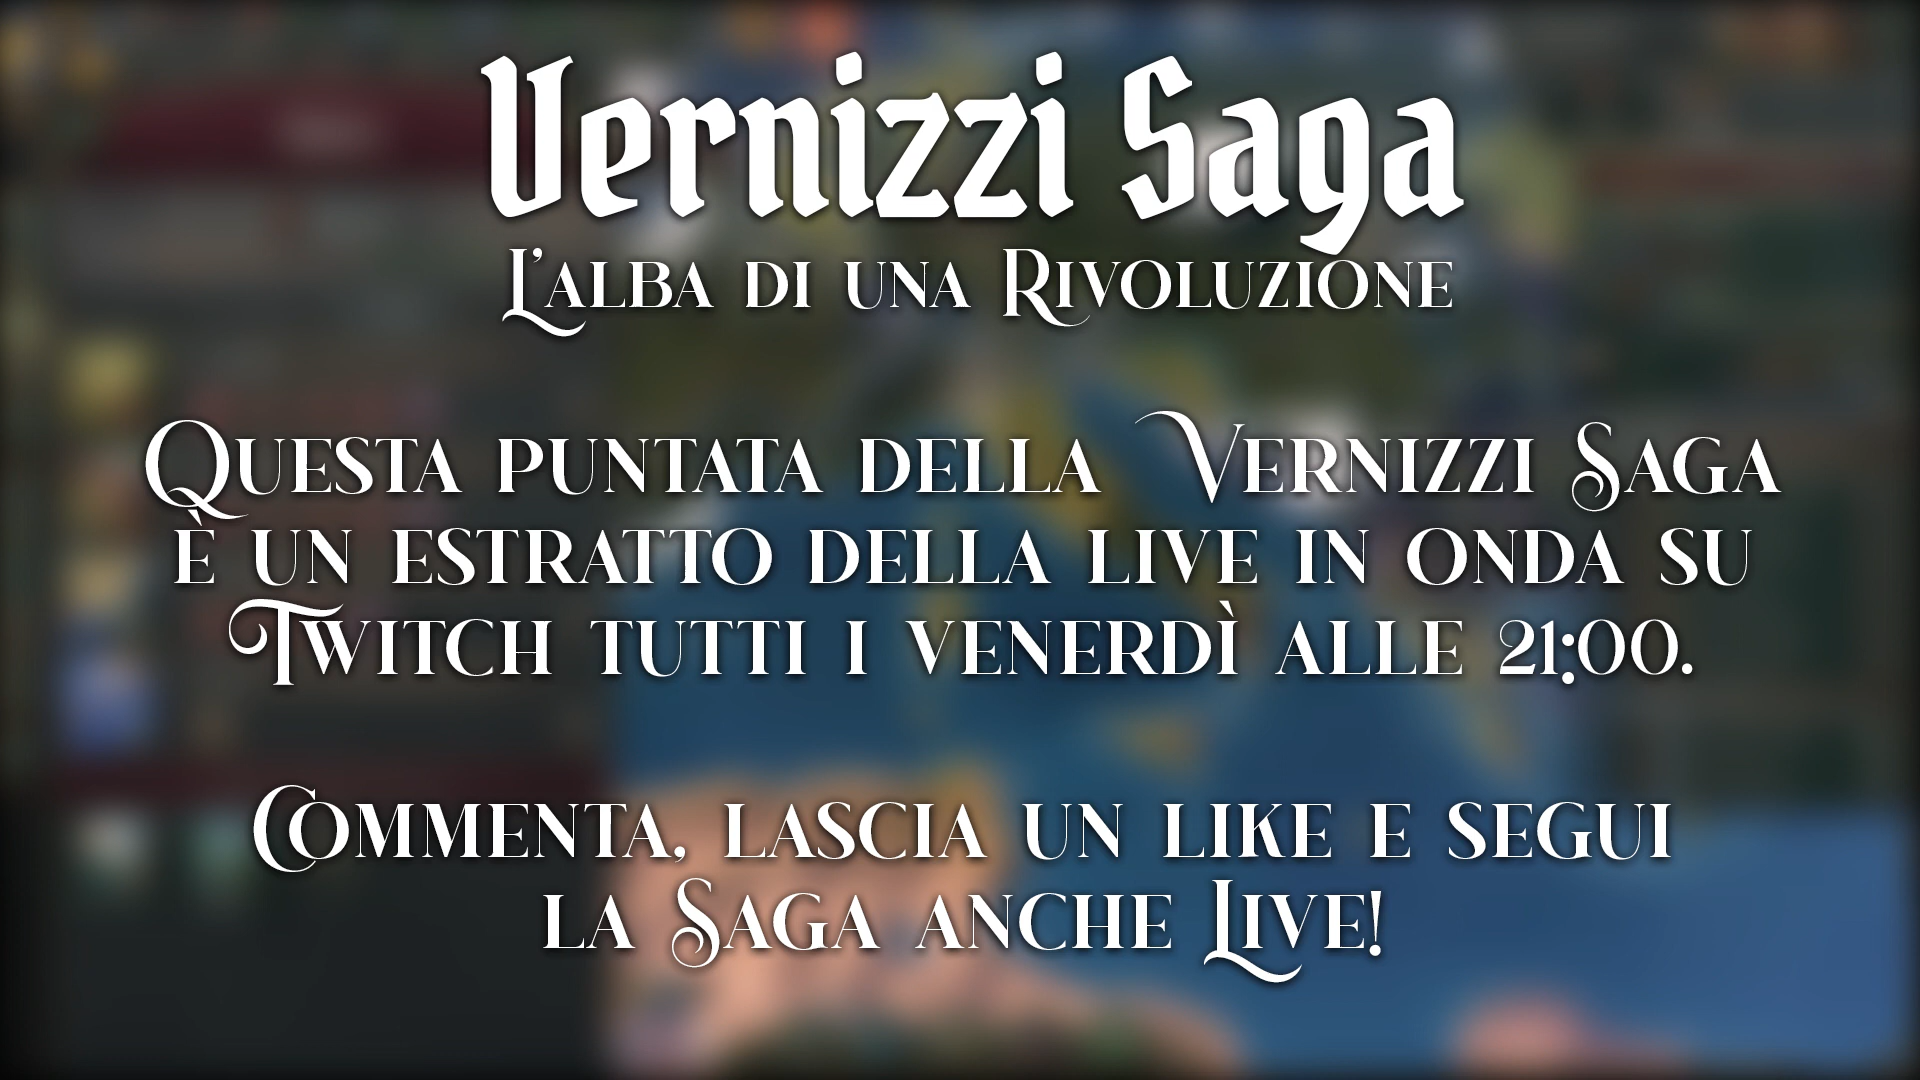 Vernizzi Saga
L'alba di una Rivoluzione
Questa puntata della Vernizzi Saga
è un estratto della live in onda su
Twitch tutti i venerdì alle 21:00.
Commenta, lascia un like e segui
la Saga anche Live!